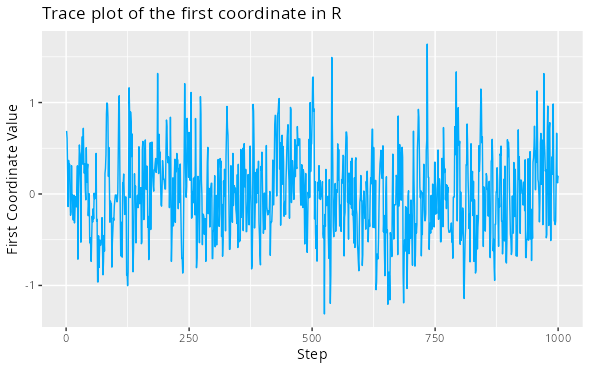 Trace plot of the first coordinate in R
First Coordinate Value
1
0
-1
0
250
500
750
1000
Step